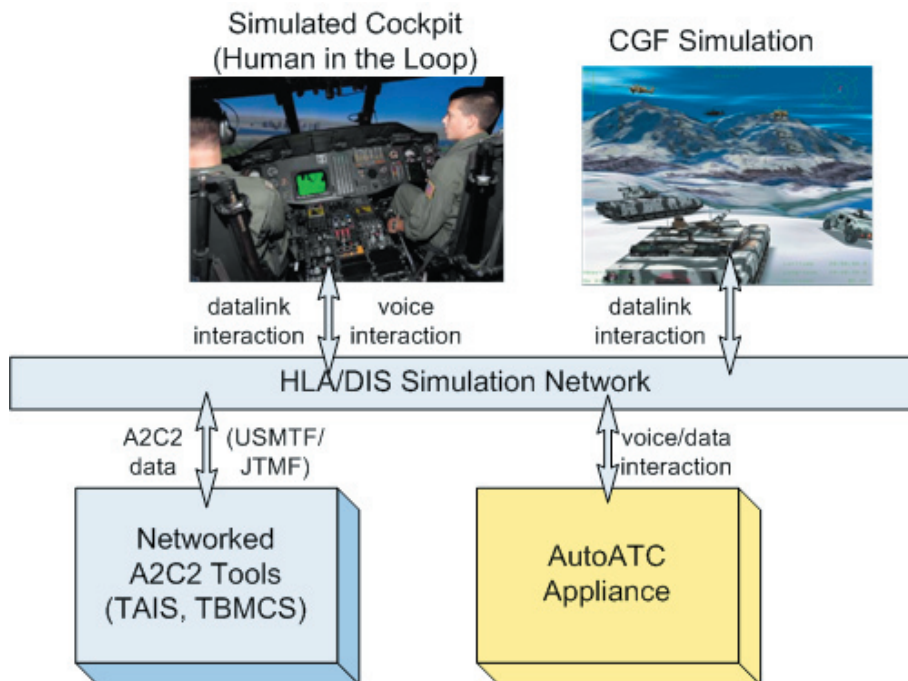 Simulated Cockpit
(Human in the Loop)
CGF Simulation
datalink
interaction
voice
interaction
datalink
interaction
HLA/DIS Simulation Network
A2C2
data
(USMTF/
JTMF)
voice/data
interaction
Networked
A2C2 Tools
(TAIS, TBMCS)
AutoATC
Appliance